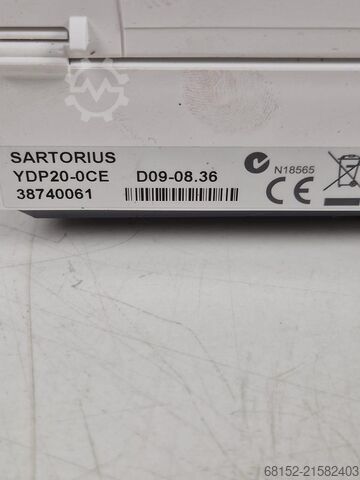 SARTORIUS
YDP20-0CE D09-08.36
38740061
N18565
CE
68152-21582403